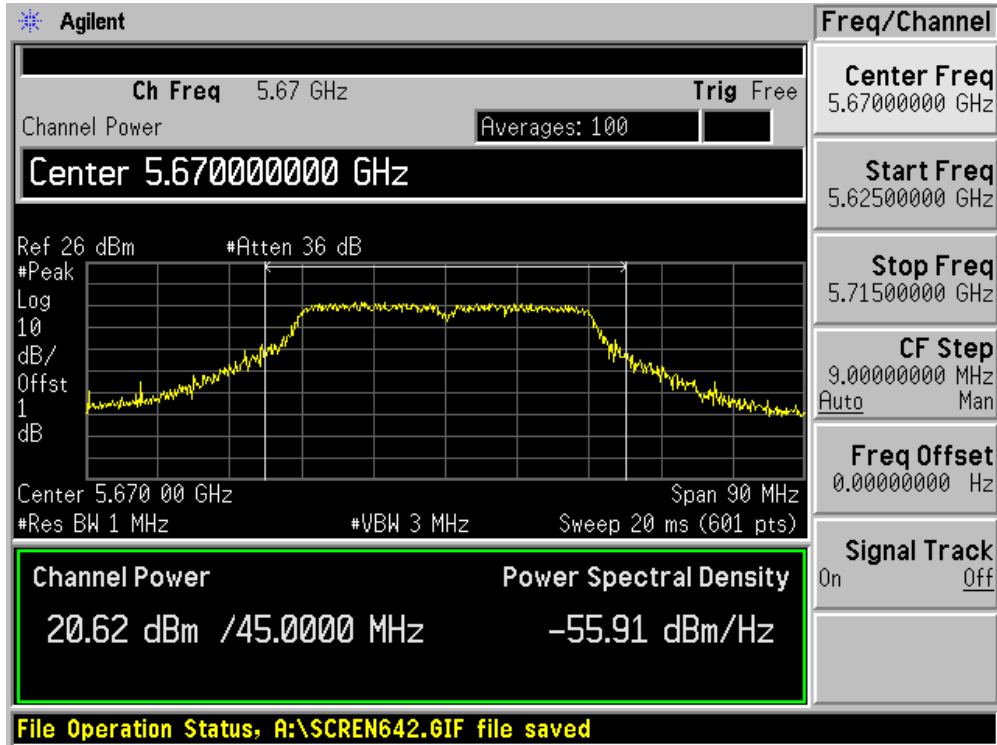 Agilent
Freq/Channel
Ch Freq 5.67 GHz Trig Free
Channel Power Averages: 100
Center 5.670000000 GHz
Ref 26 dBm #Atten 36 dB
#Peak
Log
10
dB/
Offst
1
dB
Center 5.670 00 GHz Span 90 MHz
#Res BW 1 MHz #VBW 3 MHz Sweep 20 ms (601 pts)
Channel Power Power Spectral Density
20.62 dBm /45.0000 MHz -55.91 dBm/Hz
File Operation Status, A:\SCREN642.GIF file saved
Center Freq
5.67000000 GHz
Start Freq
5.62500000 GHz
Stop Freq
5.71500000 GHz
CF Step
9.00000000 MHz
Auto Man
Freq Offset
0.00000000 Hz
Signal Track
On Off